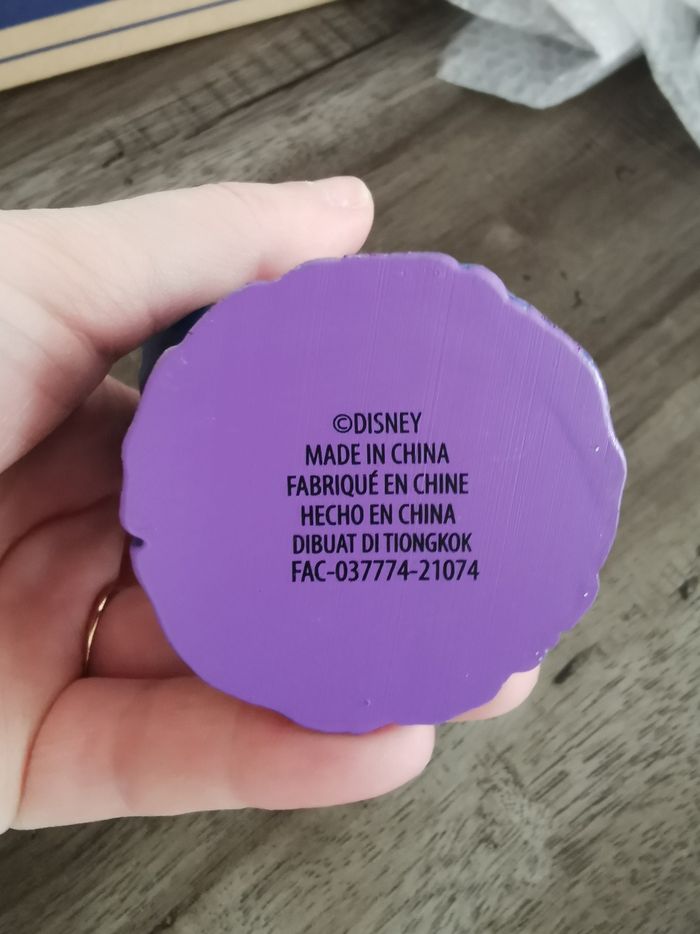 ©DISNEY
MADE IN CHINA
FABRIQUÉ EN CHINE
HECHO EN CHINA
DIBUAT DI TIONGKOK
FAC-037774-21074